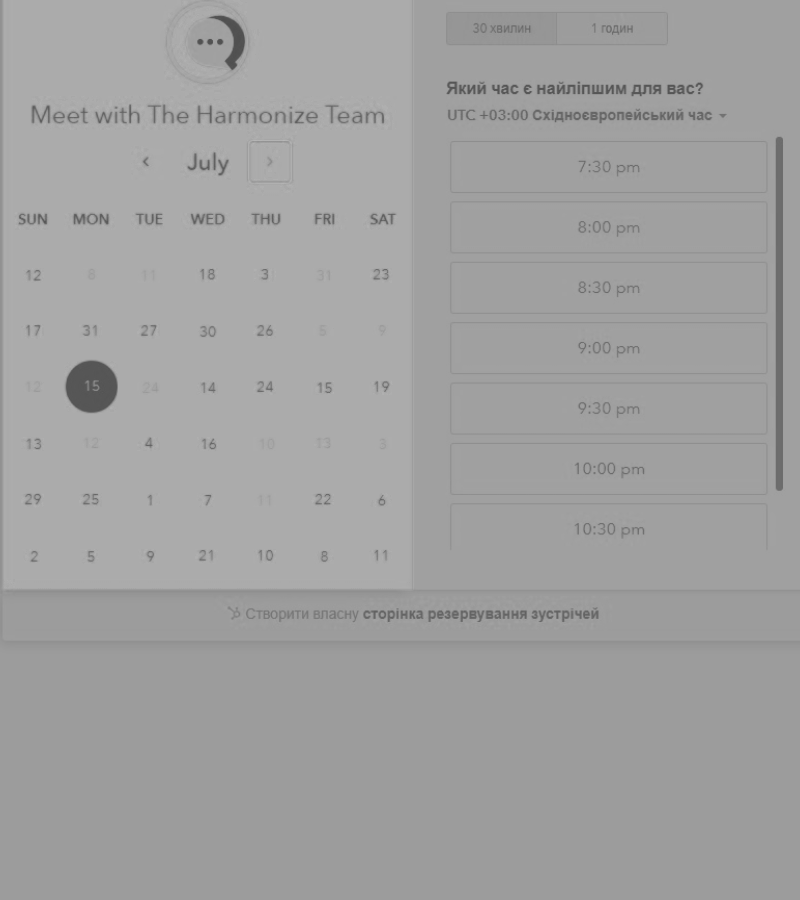 Meet with The Harmonize Team
July
SUN MON TUE WED THU FRI SAT
12 8 11 18 3 31 23
17 31 27 30 26 6 9
12 15 24 14 24 15 19
13 12 4 16 10 13 3
29 25 1 7 11 22 6
2 5 9 21 10 8 11
30 хвилин 1 годин
Який час є найліпшим для вас?
UTC +03:00 Східноєвропейський час
7:30 pm
8:00 pm
8:30 pm
9:00 pm
9:30 pm
10:00 pm
10:30 pm
Створити власну сторінка резервування зустрічей